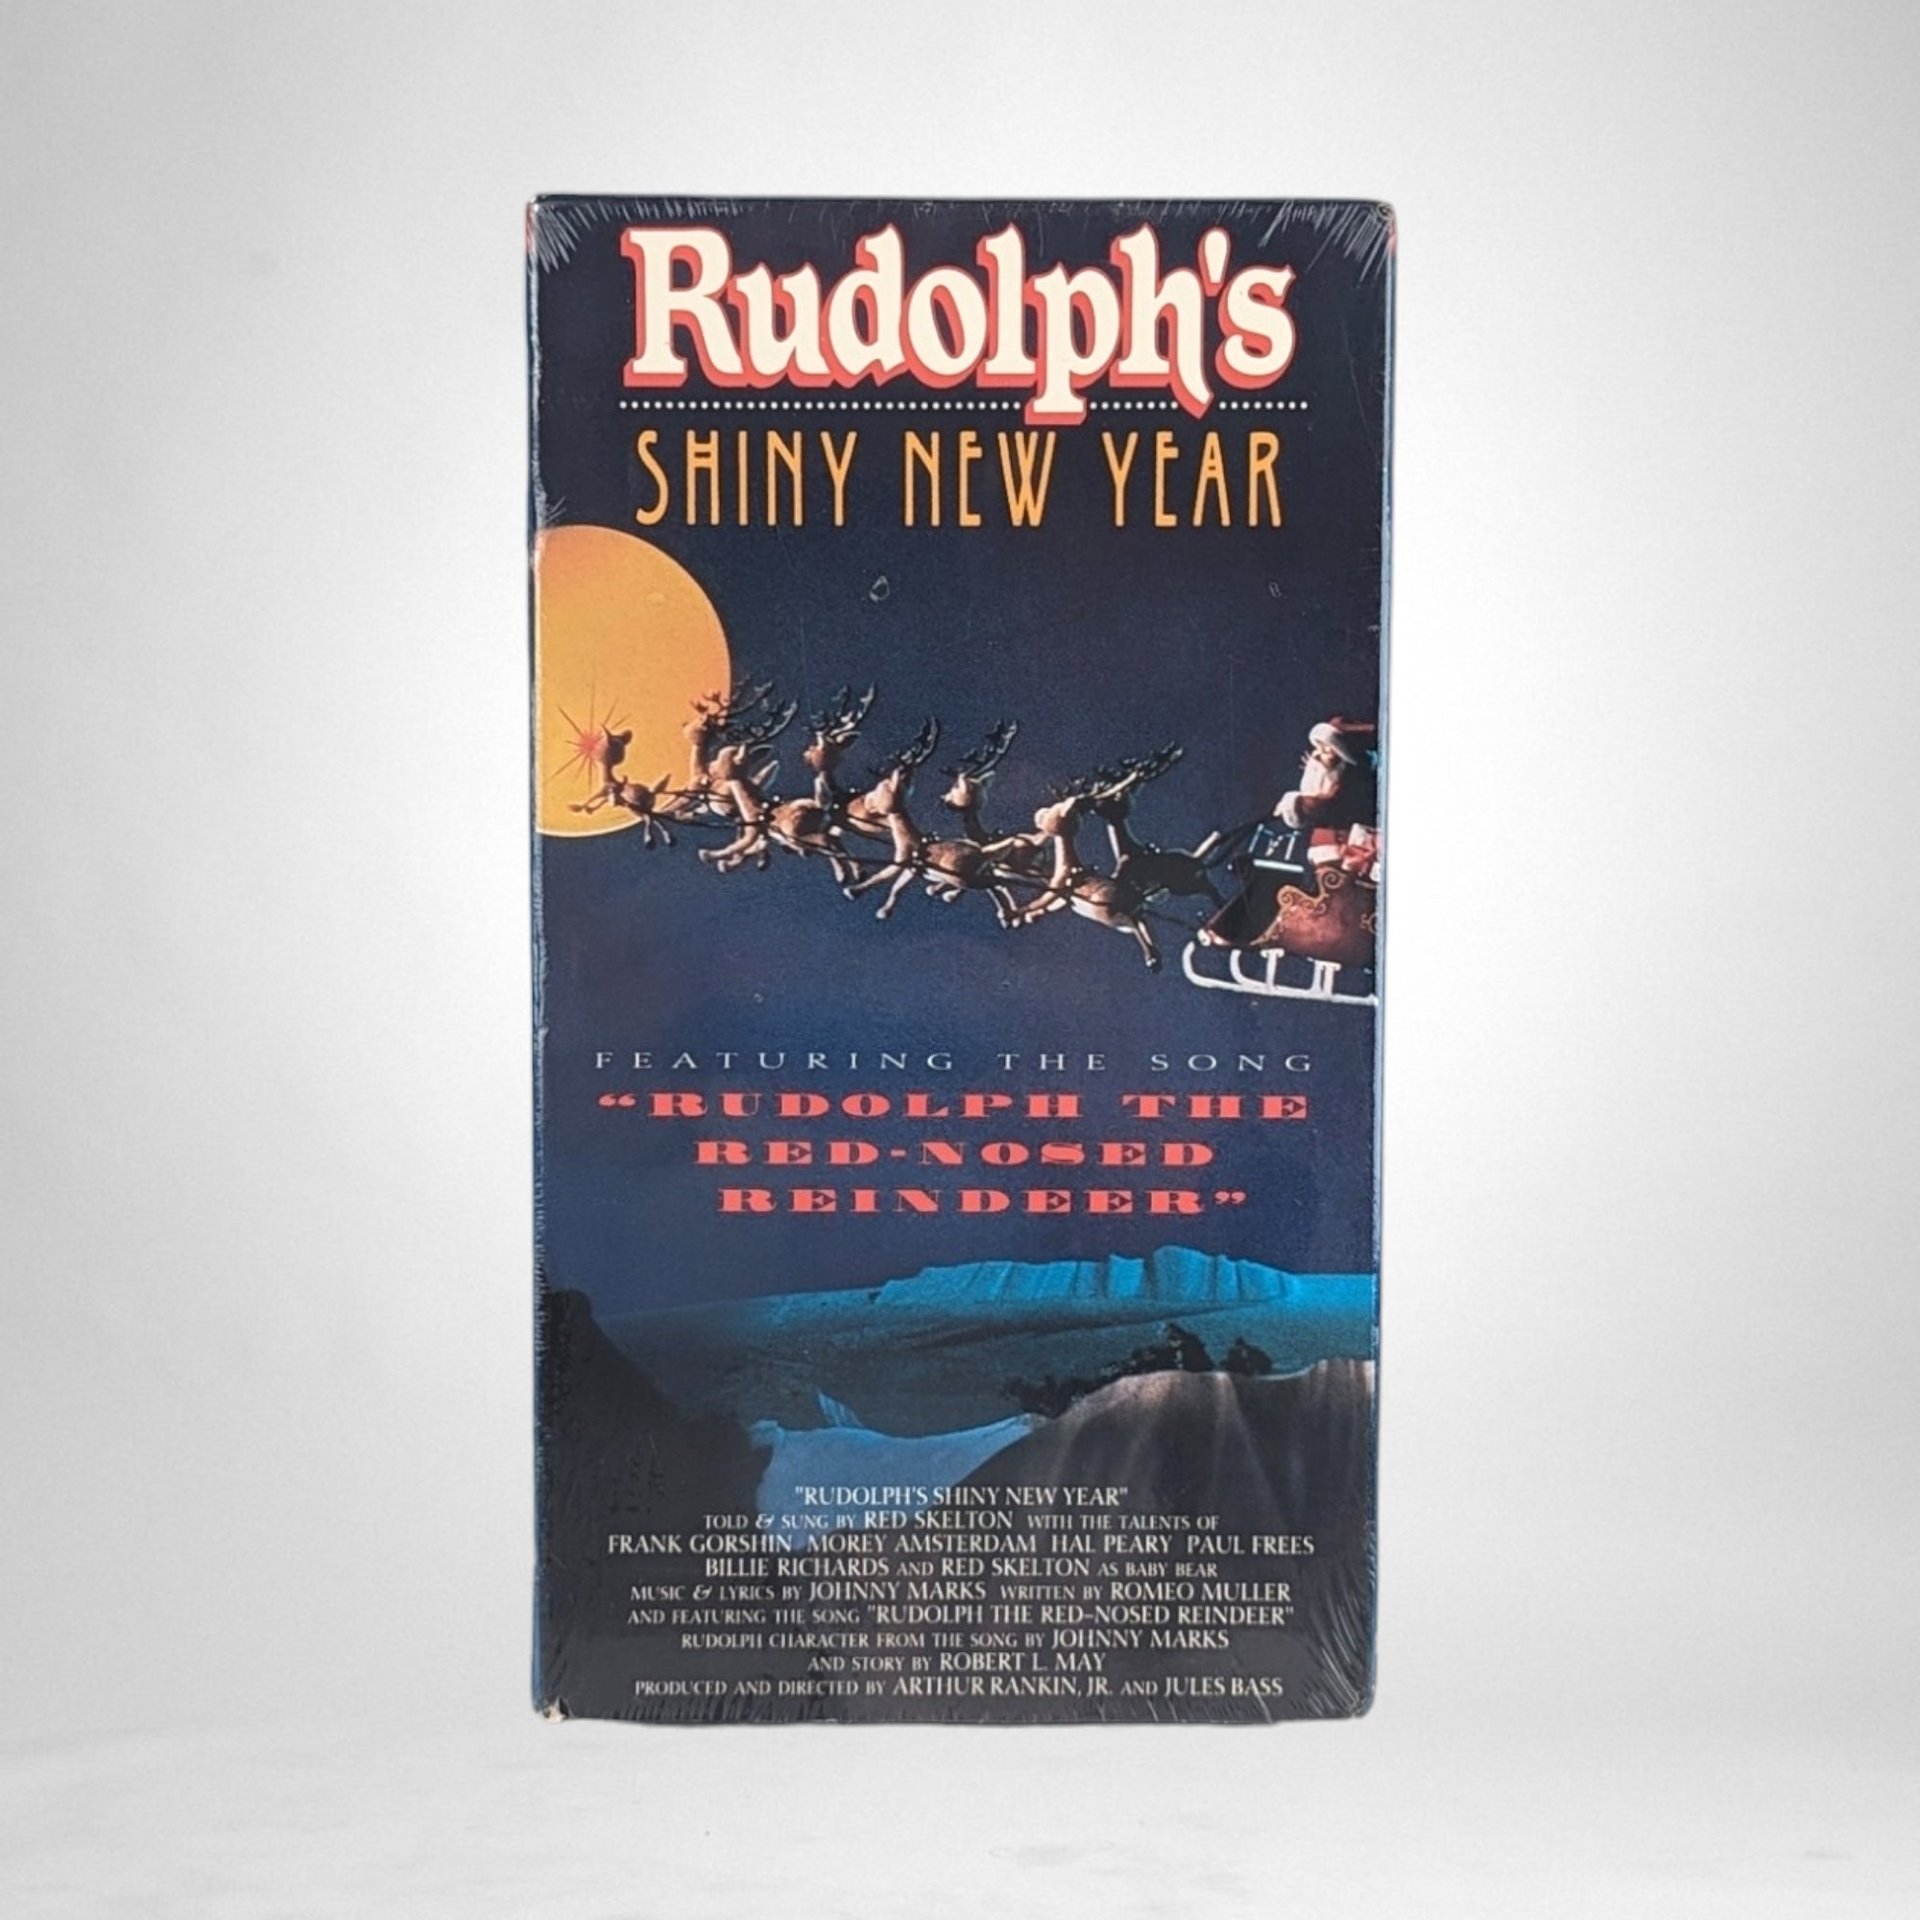 Rudolph's
SHINY NEW YEAR
FEATURING THE SONG
"RUDOLPH THE
RED-NOSED
REINDEER"
"RUDOLPH'S SHINY NEW YEAR"
TOLD & SUNG BY RED SKELTON WITH THE TALENTS OF
FRANK GORSHIN MOREY AMSTERDAM HAL PEARY PAUL FREES
BILLIE RICHARDS AND RED SKELTON AS BABY BEAR
MUSIC & LYRICS BY JOHNNY MARKS WRITTEN BY ROMEO MULLER
AND FEATURING THE SONG "RUDOLPH THE RED-NOSED REINDEER"
RUDOLPH CHARACTER FROM THE SONG BY JOHNNY MARKS
AND STORY BY ROBERT L. MAY
PRODUCED AND DIRECTED BY ARTHUR RANKIN, JR. AND JULES BASS